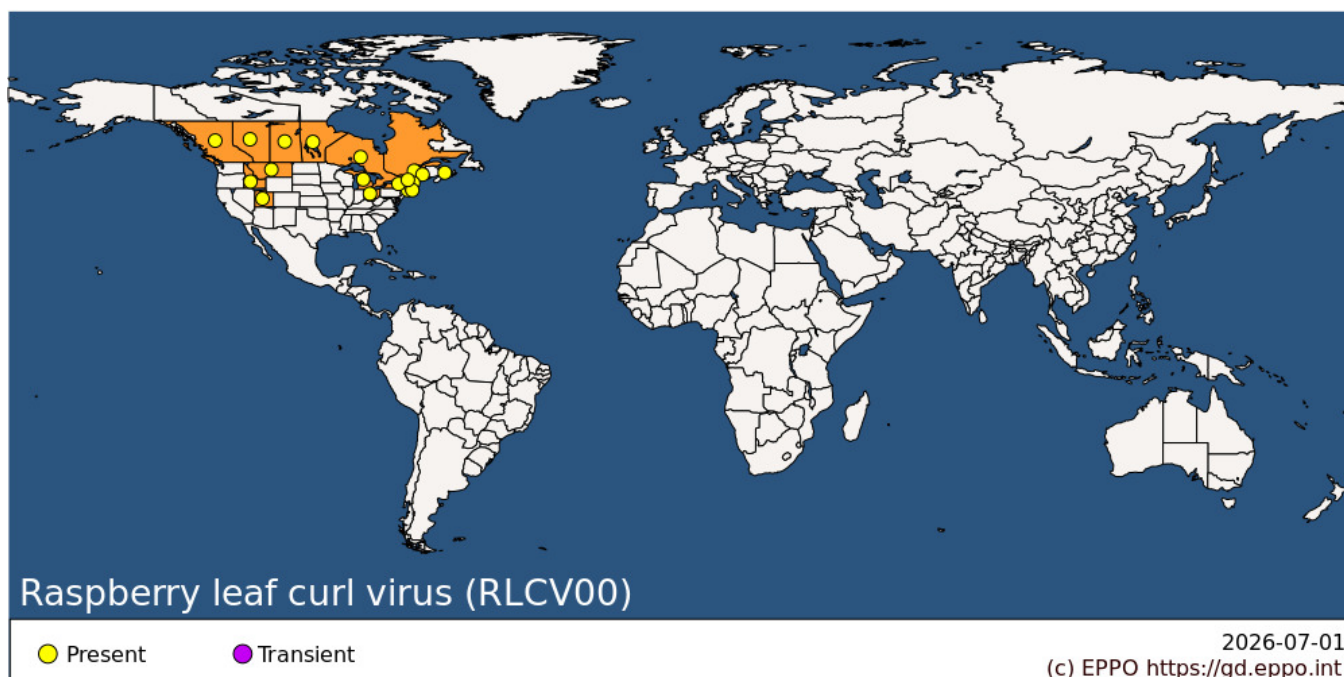 Raspberry leaf curl virus (RLCV00)
Present
Transient
2026-07-01
(c) EPPO https://gd.eppo.int